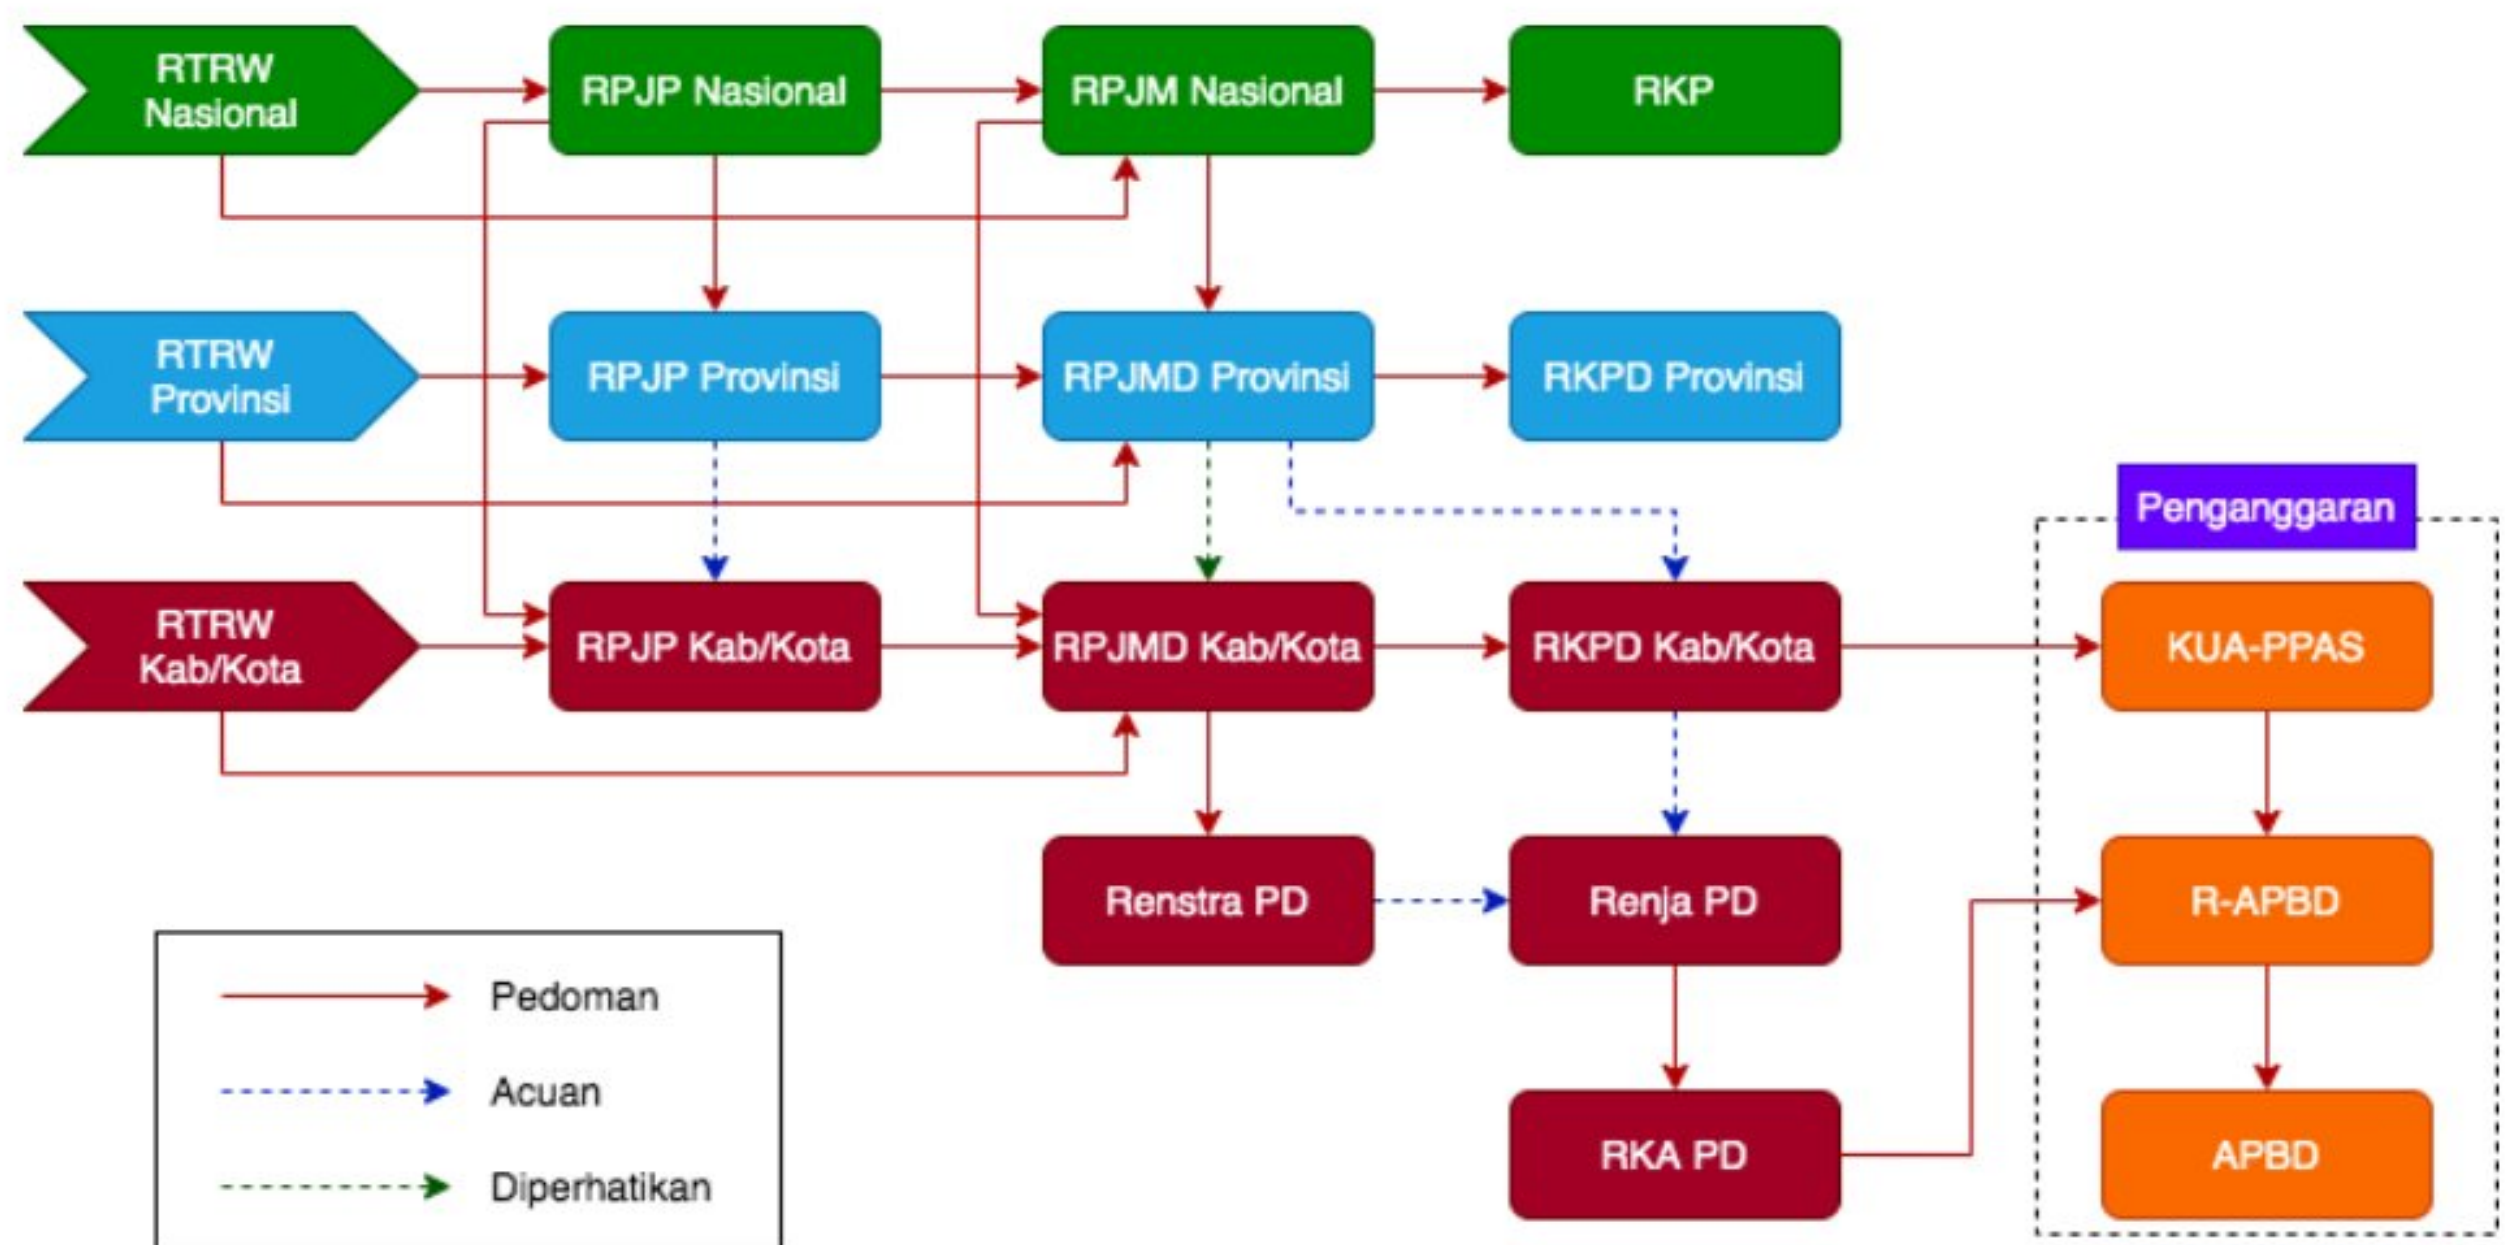 RTRW
Nasional
RPJP Nasional
RPJM Nasional
RKP
RTRW
Provinsi
RPJP Provinsi
RPJMD Provinsi
RKPD Provinsi
Penganggaran
RTRW
Kab/Kota
RPJP Kab/Kota
RPJMD Kab/Kota
RKPD Kab/Kota
KUA-PPAS
Renstra PD
Renja PD
R-APBD
Pedoman
Acuan
Diperhatikan
RKA PD
APBD